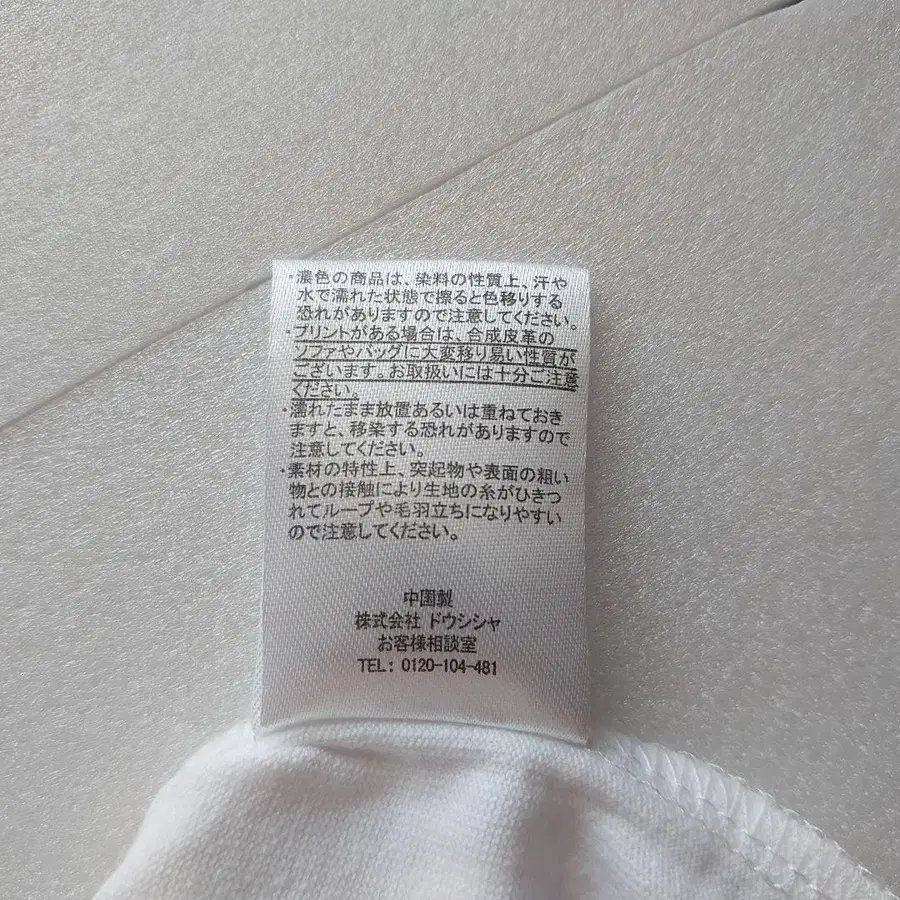 ・濃色の商品は、染料の性質上、汗や
水で濡れた状態で擦ると色移りする
恐れがありますので注意してください。
・プリントがある場合は、合成皮革の
ソファやバッグに大変移り易い性質が
ございます。お取扱いには十分ご注意
ください。
・濡れたまま放置あるいは重ねておき
ますと、移染する恐れがありますので
注意してください。
・素材の特性上、突起物や表面の粗い
物との接触により生地の糸がひきつ
れてループや毛羽立ちになりやすい
ので注意してください。
中国製
株式会社 ドウシシャ
お客様相談室
TEL: 0120-104-481